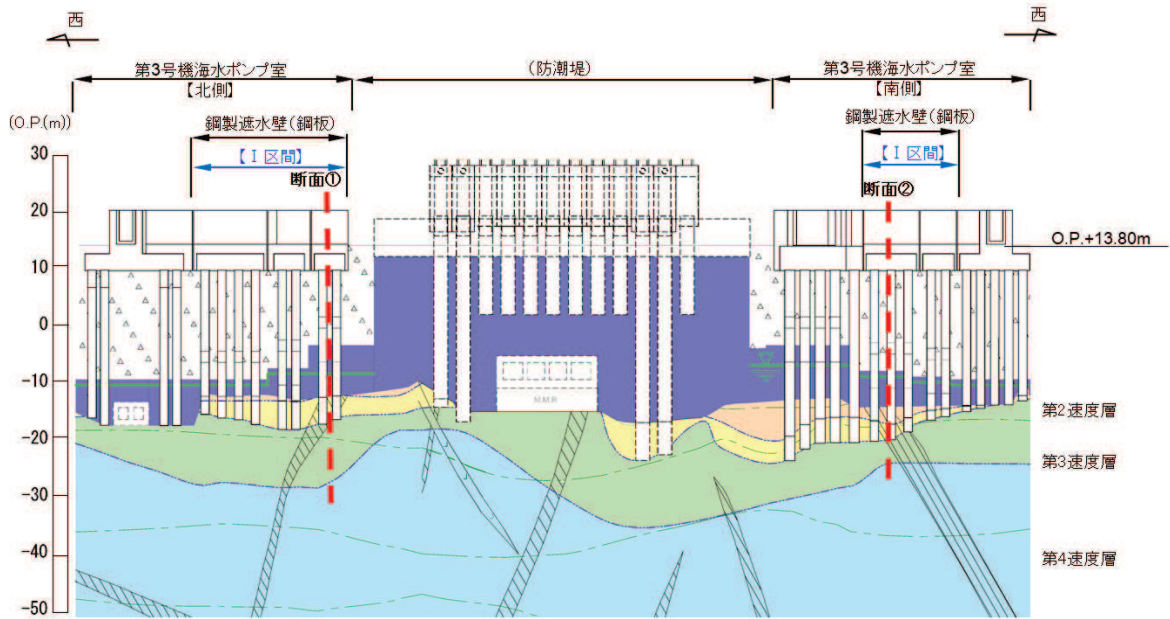 西
西
第3号機海水ポンプ室
【北側】
(防潮堤)
第3号機海水ポンプ室
【南側】
(O.P.(m))
鋼製遮水壁(鋼板)
鋼製遮水壁(鋼板)
【Ⅰ区間】
【Ⅰ区間】
断面①
断面②
30
20
10
0
-10
-20
-30
-40
-50
O.P.+13.80m
MMR
第2速度層
第3速度層
第4速度層